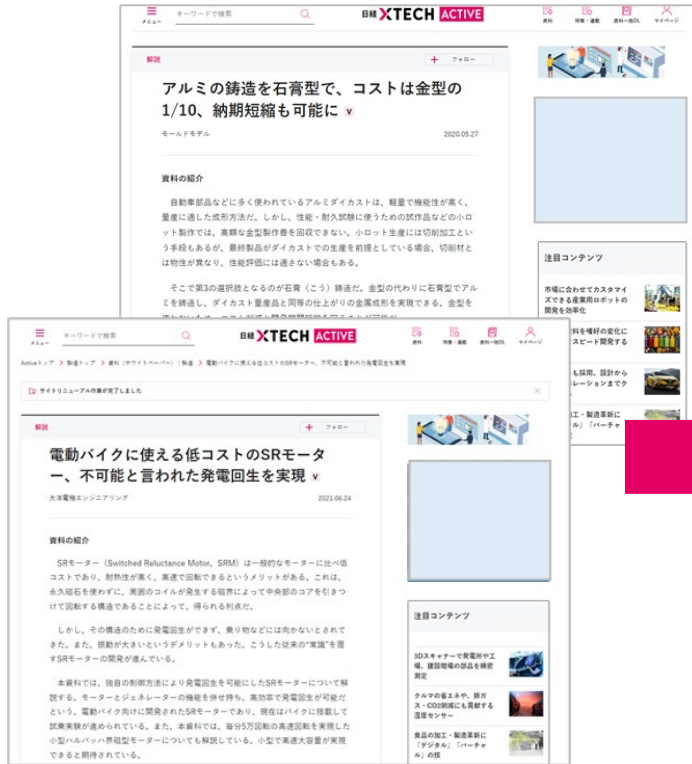 メニュー
キーワードで検索
日経 XTECH ACTIVE
資料
特集・連載
資料一括DL
マイページ
解説
+ フォロー
アルミの鋳造を石膏型で、コストは金型の
1/10、納期短縮も可能に V
モールドモデル
2020.05.27
資料の紹介
自動車部品などに多く使われているアルミダイカストは、軽量で機能性が高く、
量産に適した成形方法だ。しかし、性能・耐久試験に使うための試作品などの小ロ
ット製作では、高額な金型製作費を回収できない。小ロット生産には切削加工とい
う手段もあるが、最終製品がダイカストでの生産を前提としている場合、切削材と
は物性が異なり、性能評価には適さない場合もある。
そこで第3の選択肢となるのが石膏（こう）鋳造だ。金型の代わりに石膏型でアル
ミを鋳造し、ダイカスト量産品と同等の仕上がりの金属成形を実現できる。金型を
注目コンテンツ
市場に合わせてカスタマイ
ズできる産業用ロボットの
開発を効率化
料を嗜好の変化に
スピード開発する
も採用、設計から
レーションまでク
工・製造革新に
ル」「バーチャ
メニュー
キーワードで検索
日経 XTECH ACTIVE
資料
特集・連載
資料一括DL
マイページ
Activeトップ > 製造トップ > 資料（ホワイトペーパー）：製造 > 電動バイクに使える低コストのSRモーター、不可能と言われた発電回生を実現
サイトリニューアル作業が完了しました
解説
+ フォロー
電動バイクに使える低コストのSRモータ
ー、不可能と言われた発電回生を実現 V
大洋電機エンジニアリング
2021.06.24
資料の紹介
SRモーター（Switched Reluctance Motor、SRM）は一般的なモーターに比べ低
コストであり、耐熱性が高く、高速で回転できるというメリットがある。これは、
永久磁石を使わずに、周囲のコイルが発生する磁界によって中央部のコアを引きつ
けて回転する構造であることによって、得られる利点だ。
しかし、その構造のために発電回生ができず、乗り物などには向かないとされて
きた。また、振動が大きいというデメリットもあった。こうした従来の“常識”を覆
すSRモーターの開発が進んでいる。
本資料では、独自の制御方法により発電回生を可能にしたSRモーターについて解
説する。モーターとジェネレーターの機能を併せ持ち、高効率で発電回生が可能だ
という。電動バイク向けに開発されたSRモーターであり、現在はバイクに搭載して
試乗実験が進められている。また、本資料では、毎分5万回転の高速回転を実現した
小型ハルバッハ界磁型モーターについても解説している。小型で高速大容量が実現
できると期待されている。
注目コンテンツ
3Dスキャナーで発電所や工
場、建設現場の部品を精密
測定
クルマの省エネや、排ガ
ス・CO2削減にも貢献する
湿度センサー
食品の加工・製造革新に
「デジタル」「バーチャ
ル」の技